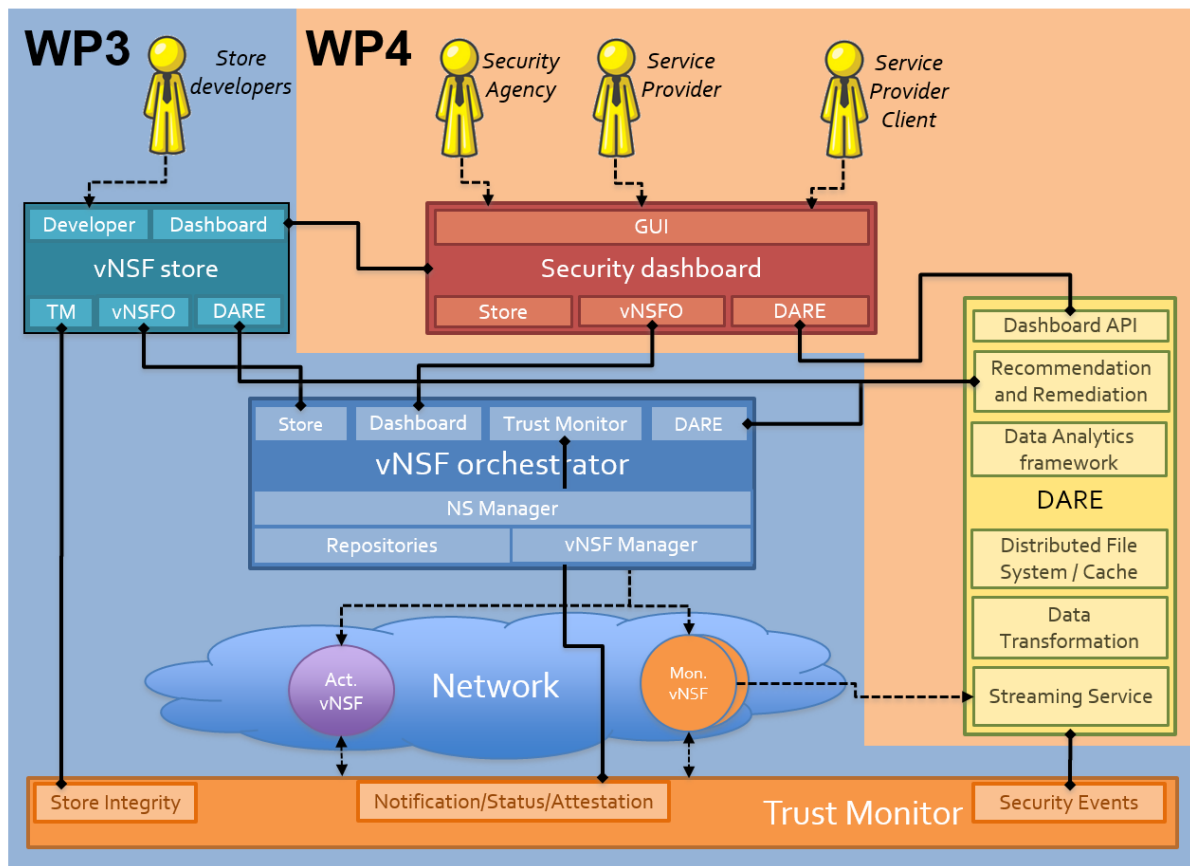 WP3
Store
developers
WP4
Security
Agency
Service
Provider
Service
Provider
Client
Developer
Dashboard
vNSF store
TM
vNSFO
DARE
GUI
Security dashboard
Store
vNSFO
DARE
Dashboard API
Recommendation
and Remediation
Data Analytics
framework
DARE
Distributed File
System / Cache
Data
Transformation
Streaming Service
Store
Dashboard
Trust Monitor
DARE
vNSF orchestrator
NS Manager
Repositories
vNSF Manager
Act.
vNSF
Network
Mon.
vNSF
Store Integrity
Notification/Status/Attestation
Trust Monitor
Security Events